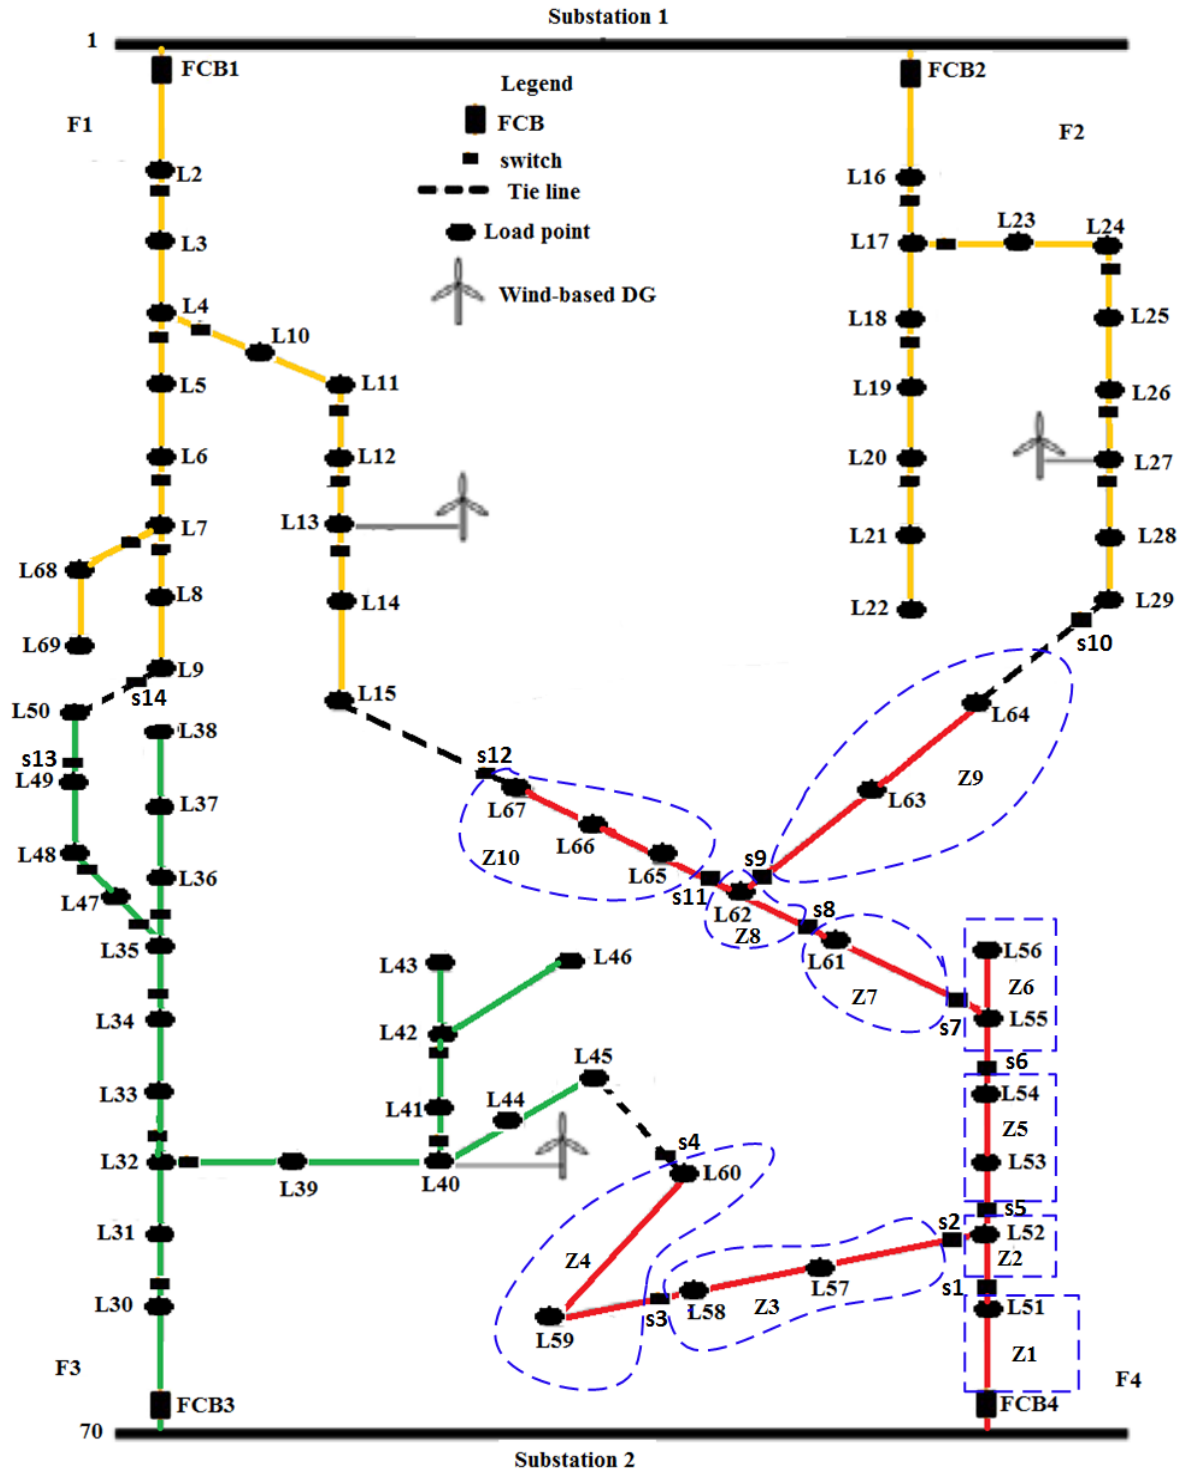 Substation 1
1
FCB1
FCB2
Legend
F1
FCB
F2
switch
L2
Tie line
L16
L3
Load point
L17
L23
L24
L4
Wind-based DG
L10
L18
L25
L5
L11
L19
L26
L6
L12
L20
L27
L7
L13
L21
L28
L68
L8
L14
L22
L29
L69
L9
s10
s14
L15
L50
L38
L64
s13
s12
L49
L37
L67
Z9
L63
L48
L66
Z10
L36
L65
s9
L47
s11
L62
s8
Z8
L35
L43
L46
L61
L56
Z7
Z6
L34
L42
s7
L55
L45
s6
L33
L41
L44
L54
Z5
s4
L32
L60
L53
L39
L40
s5
L31
s2
L52
Z4
Z2
L30
s1
L58
L57
L51
s3
Z3
L59
Z1
F3
F4
FCB3
FCB4
70
Substation 2